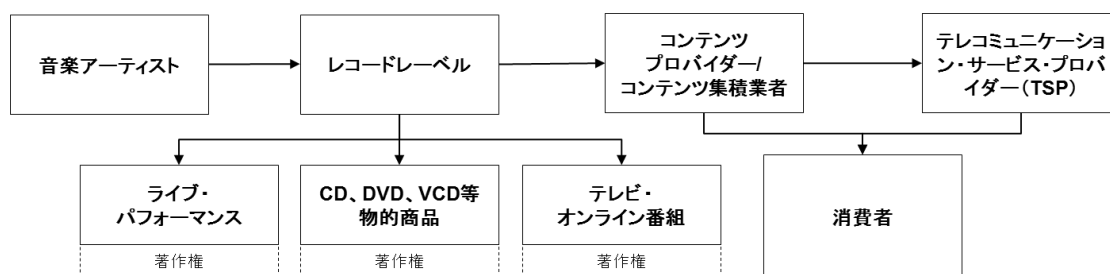 音楽アーティスト
レコードレーベル
コンテンツ
プロバイダー/
コンテンツ集積業者
テレコミュニケーショ
ン・サービス・プロバ
イダー（TSP）
ライブ・
パフォーマンス
CD、DVD、VCD等
物的商品
テレビ・
オンライン番組
消費者
著作権
著作権
著作権